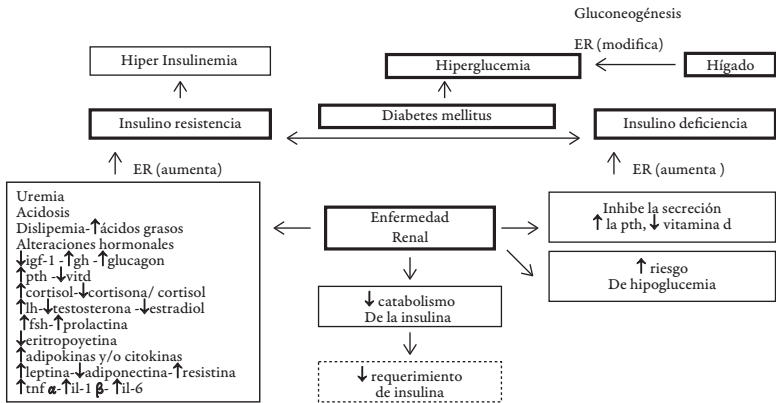 Gluconeogénesis
ER (modifica)
Hiper Insulinemia
Hiperglucemia
Hígado
Insulino resistencia
Diabetes mellitus
Insulino deficiencia
ER (aumenta)
ER (aumenta )
Uremia
Acidosis
Dislipemia-↑ácidos grasos
Alteraciones hormonales
↓igf-1 -↑gh -↑glucagon
↑pth -↓vitd
↑cortisol-↓cortisona/ cortisol
↑lh-↓testosterona -↓estradiol
↑fsh-↑prolactina
↓eritropoyetina
↑adipokinas y/o citokinas
↑leptina-↓adiponectina-↑resistina
↑tnf α-↑il-1 β- ↑il-6
Enfermedad
Renal
Inhibe la secreción
↑ la pth, ↓ vitamina d
↑ riesgo
De hipoglucemia
↓ catabolismo
De la insulina
↓ requerimiento
de insulina